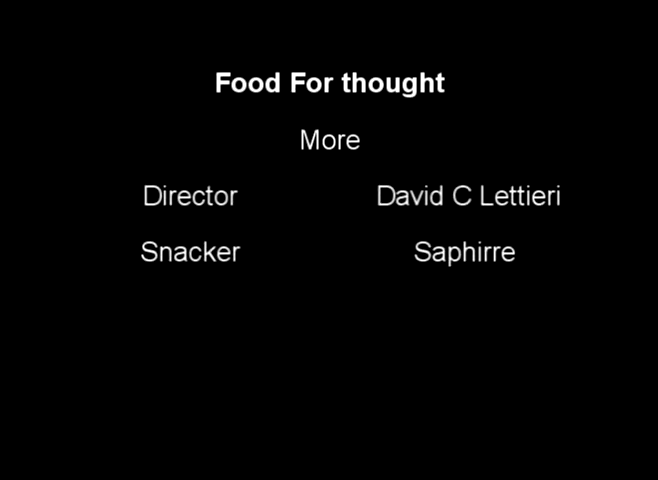 Food For thought
More
Director David C Lettieri
Snacker Saphirre